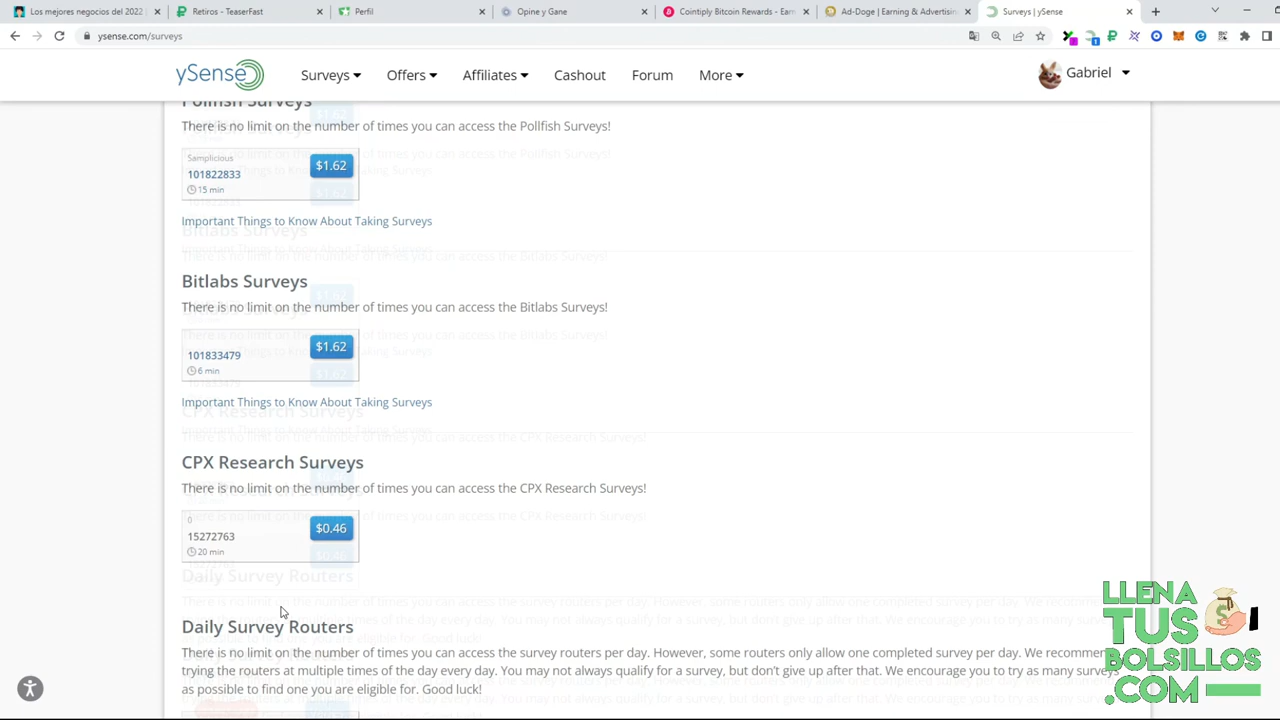 Los mejores negocios del 2022 |
Retiros - TeaserFast
Perfil
Opine y Gane
Cointiply Bitcoin Rewards - Earn
Ad-Doge | Earning & Advertisin
Surveys | ySense
ysense.com/surveys
ySense
Surveys
Offers
Affiliates
Cashout
Forum
More
Gabriel
Pollfish Surveys
There is no limit on the number of times you can access the Pollfish Surveys!
Samplicious
101822833
15 min
$1.62
Important Things to Know About Taking Surveys
Bitlabs Surveys
There is no limit on the number of times you can access the Bitlabs Surveys!
101833479
6 min
$1.62
Important Things to Know About Taking Surveys
CPX Research Surveys
There is no limit on the number of times you can access the CPX Research Surveys!
0
15272763
20 min
$0.46
Daily Survey Routers
There is no limit on the number of times you can access the survey routers per day. However, some routers only allow one completed survey per day. We recommend
trying the routers at multiple times of the day every day. You may not always qualify for a survey, but don't give up after that. We encourage you to try as many surveys
as possible to find one you are eligible for. Good luck!
LLENA
TUS
BOLSILLOS
.COM